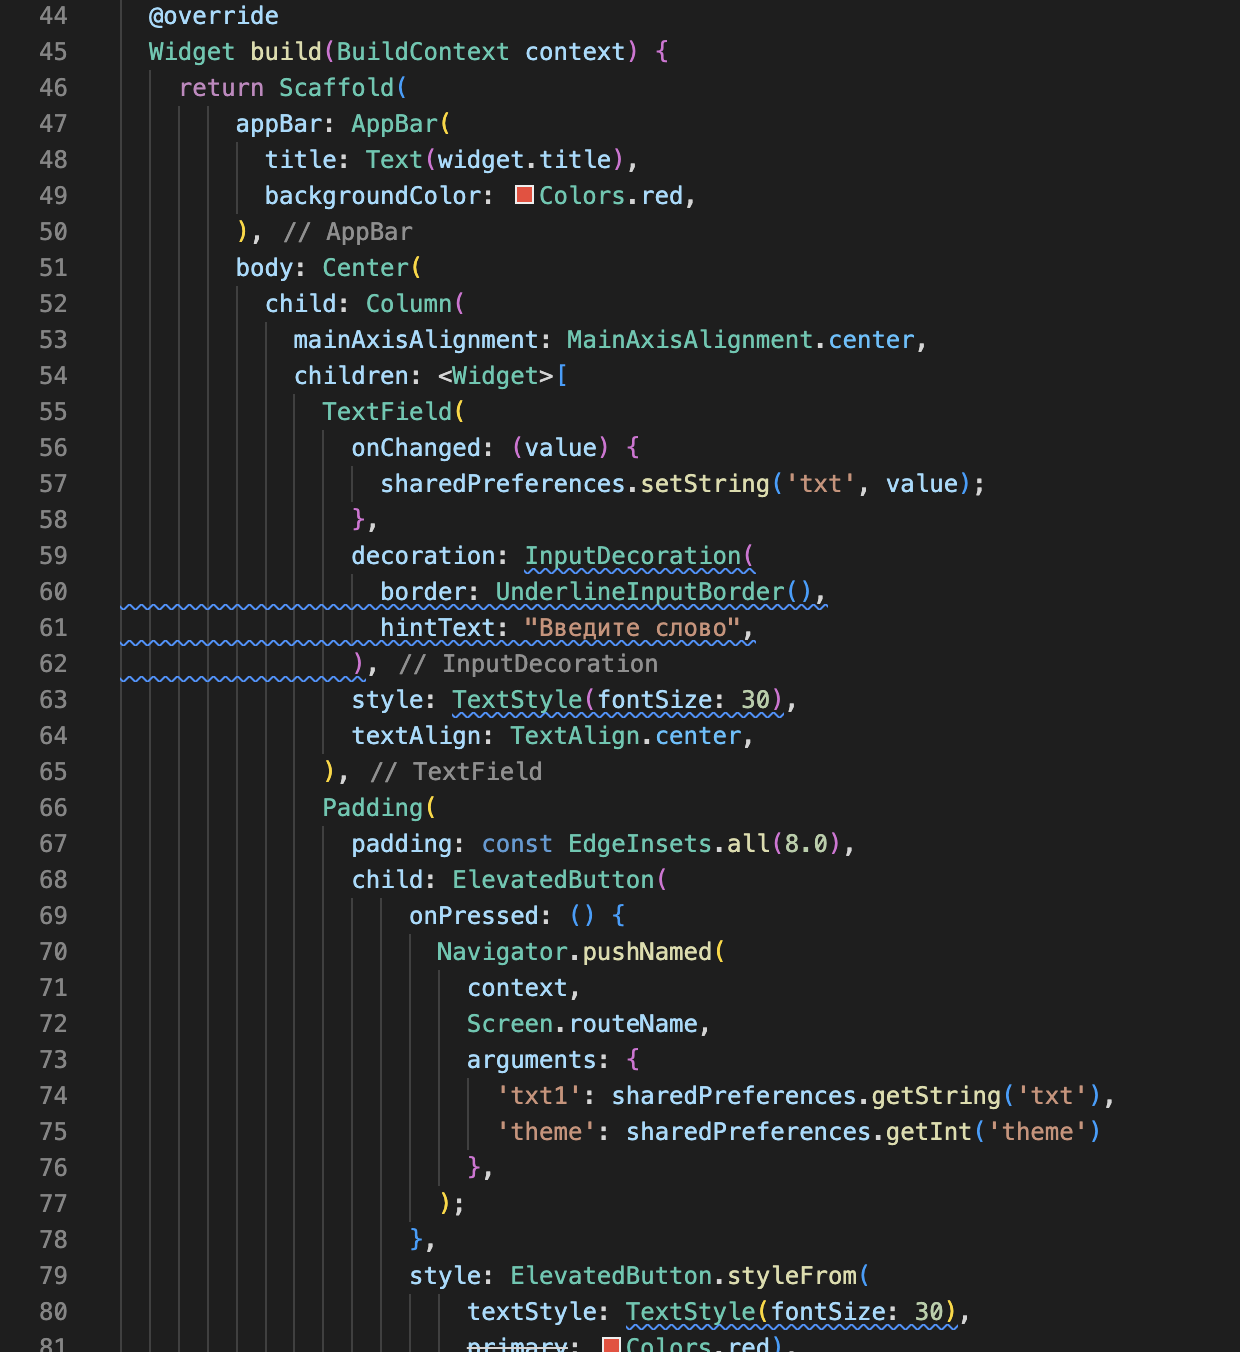 44 @override
45 Widget build(BuildContext context) {
46 return Scaffold(
47 appBar: AppBar(
48 title: Text(widget.title),
49 backgroundColor: Colors.red,
50 ), // AppBar
51 body: Center(
52 child: Column(
53 mainAxisAlignment: MainAxisAlignment.center,
54 children: <Widget>[
55 TextField(
56 onChanged: (value) {
57 sharedPreferences.setString('txt', value);
58 },
59 decoration: InputDecoration(
60 border: UnderlineInputBorder(),
61 hintText: "Введите слово",
62 ), // InputDecoration
63 style: TextStyle(fontSize: 30),
64 textAlign: TextAlign.center,
65 ), // TextField
66 Padding(
67 padding: const EdgeInsets.all(8.0),
68 child: ElevatedButton(
69 onPressed: () {
70 Navigator.pushNamed(
71 context,
72 Screen.routeName,
73 arguments: {
74 'txt1': sharedPreferences.getString('txt'),
75 'theme': sharedPreferences.getInt('theme')
76 },
77 );
78 },
79 style: ElevatedButton.styleFrom(
80 textStyle: TextStyle(fontSize: 30),
81 primary: Colors.red),